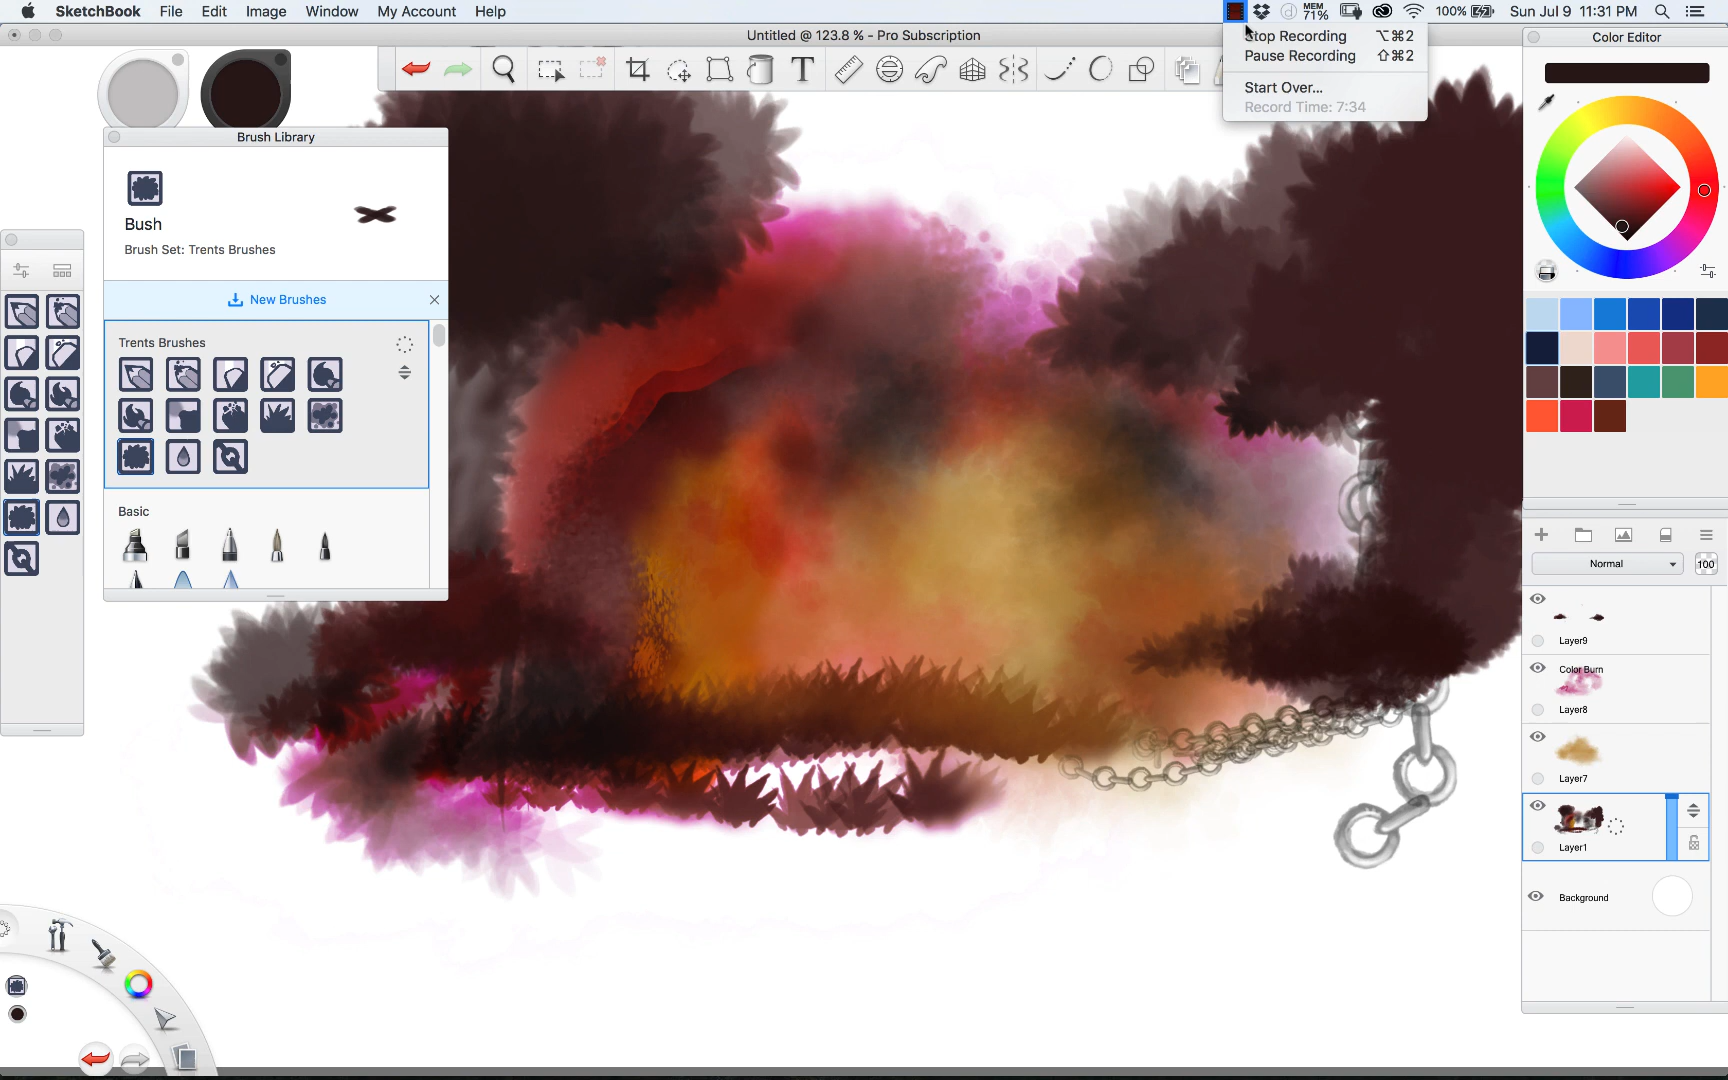 SketchBook File Edit Image Window My Account Help
MEM 71% 100% Sun Jul 9 11:31 PM
Untitled @ 123.8 % - Pro Subscription
Stop Recording ⌥⌘2
Pause Recording ⇧⌘2
Start Over...
Record Time: 7:34
Color Editor
Brush Library
Bush
Brush Set: Trents Brushes
New Brushes
Trents Brushes
Basic
Normal 100
Layer9
Color Burn
Layer8
Layer7
Layer1
Background